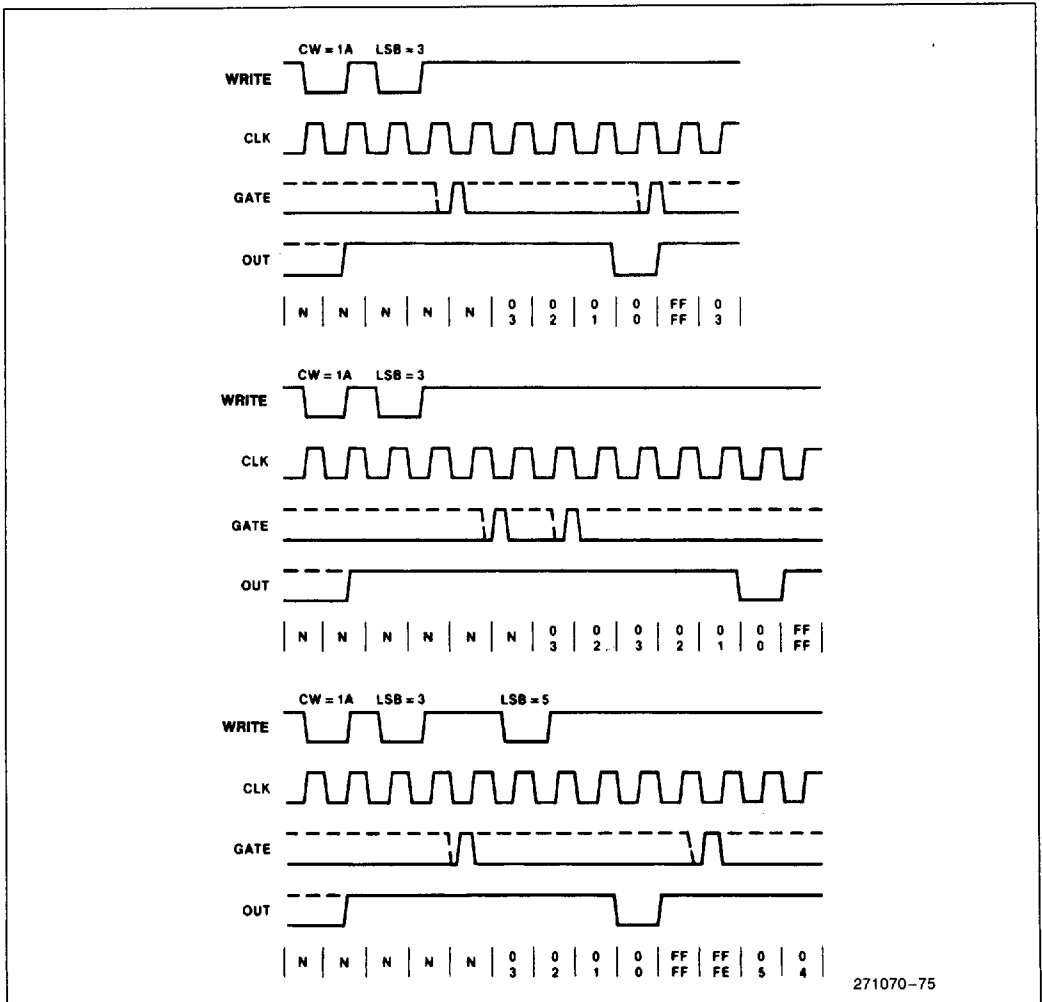 CW = 1A LSB = 3
WRITE
CLK
GATE
OUT
N N N N N 0 0 0 0 FF 0
3 2 1 0 FF 3
CW = 1A LSB = 3
WRITE
CLK
GATE
OUT
N N N N N N 0 0 0 0 0 0 FF
3 2 3 2 1 0 FF
CW = 1A LSB = 3 LSB = 5
WRITE
CLK
GATE
OUT
N N N N N 0 0 0 0 FF FF 0 0
3 2 1 0 FF FE 5 4
271070-75